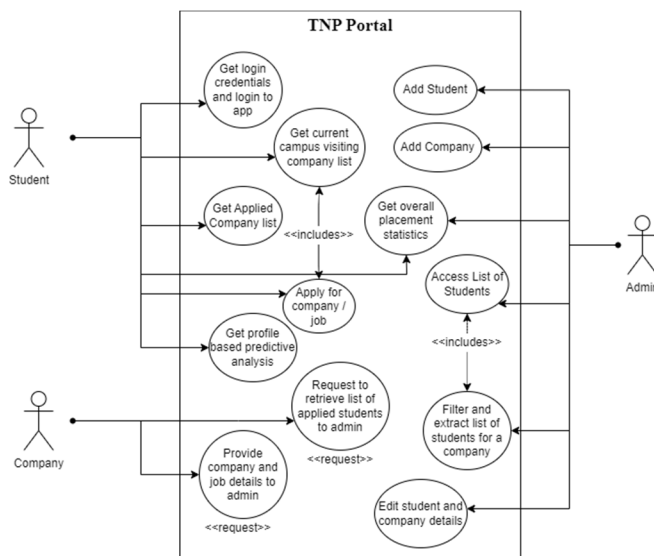 TNP Portal
Get login
credentials
and login to
app
Add Student
Get current
campus visiting
company list
Add Company
Student
Get Applied
Company list
Get overall
placement
statistics
<<includes>>
Access List of
Students
Admin
Apply for
company /
job
Get profile
based predictive
analysis
<<includes>>
Request to
retrieve list of
applied students
to admin
<<request>>
Filter and
extract list of
students for a
company
Company
Provide
company and
job details to
admin
<<request>>
Edit student and
company details